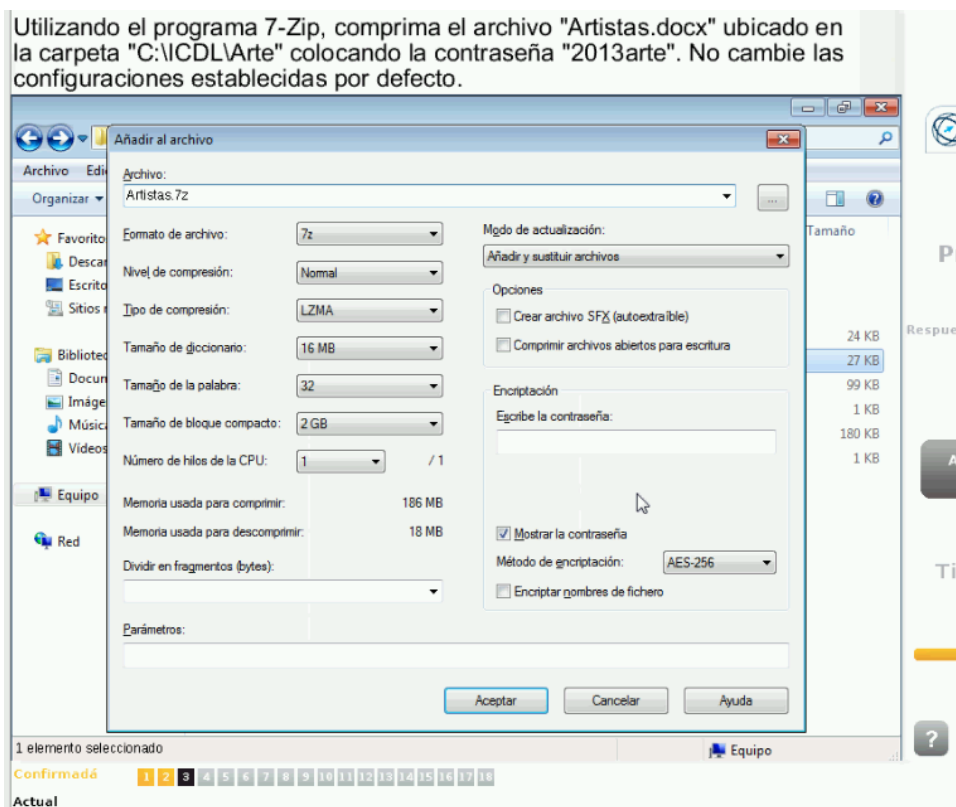 Utilizando el programa 7-Zip, comprima el archivo "Artistas.docx" ubicado en
la carpeta "C:\ICDL\Arte" colocando la contraseña "2013arte". No cambie las
configuraciones establecidas por defecto.
Añadir al archivo
Archivo Edi
Organizar
Archivo:
Artistas.7z
...
Formato de archivo: 7z
Nivel de compresión: Normal
Tipo de compresión: LZMA
Tamaño de diccionario: 16 MB
Tamaño de la palabra: 32
Tamaño de bloque compacto: 2 GB
Número de hilos de la CPU: 1 / 1
Memoria usada para comprimir: 186 MB
Memoria usada para descomprimir: 18 MB
Dividir en fragmentos (bytes):
Parámetros:
Modo de actualización:
Añadir y sustituir archivos
Opciones
Crear archivo SFX (autoextraíble)
Comprimir archivos abiertos para escritura
Encriptación
Escribe la contraseña:
Mostrar la contraseña
Método de encriptación: AES-256
Encriptar nombres de fichero
Aceptar Cancelar Ayuda
Favorito
Descar
Escrito
Sitios r
Bibliotec
Docum
Imáge
Música
Vídeos
Equipo
Red
Tamaño
24 KB
27 KB
99 KB
1 KB
180 KB
1 KB
P
Respue
A
Ti
?
1 elemento seleccionado Equipo
Confirmadá 1 2 3 4 5 6 7 8 9 10 11 12 13 14 15 16 17 18
Actual